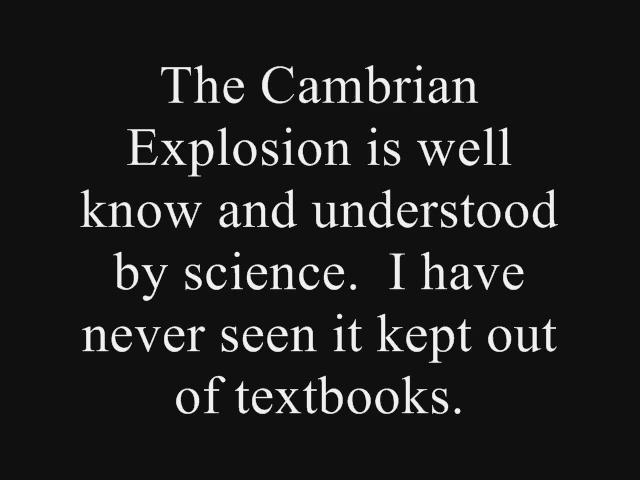 The Cambrian
Explosion is well
know and understood
by science.  I have
never seen it kept out
of textbooks.